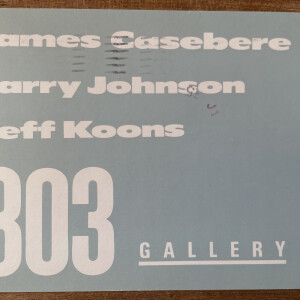 ames Casebere
arry Johnson
eff Koons
303
GALLERY